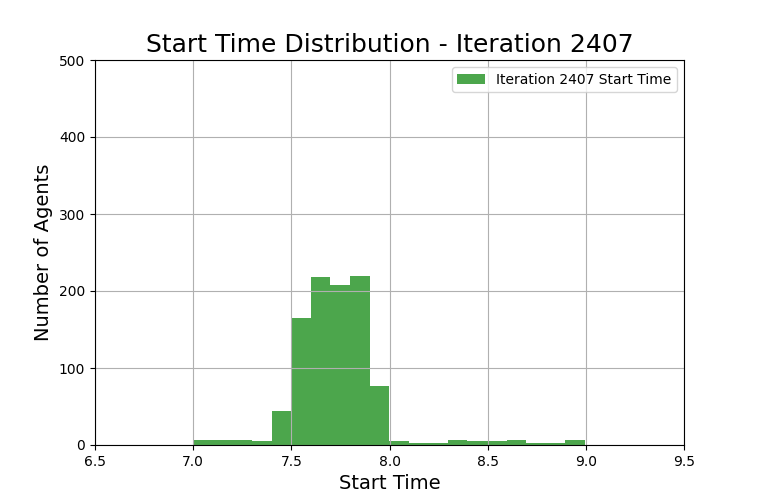 Start Time Distribution - Iteration 2407
Iteration 2407 Start Time
500
400
300
200
100
0
Number of Agents
6.5 7.0 7.5 8.0 8.5 9.0 9.5
Start Time